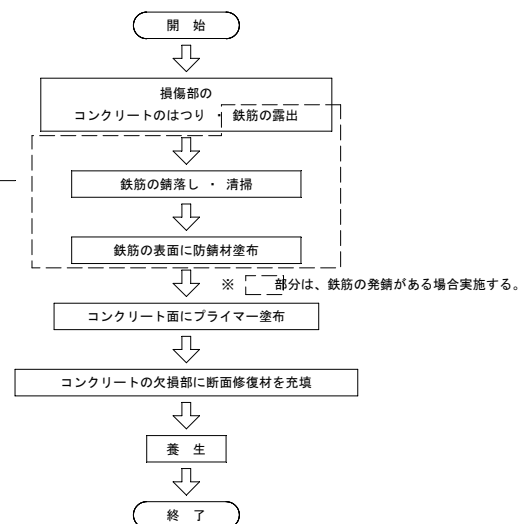 開 始
損傷部の
コンクリートのはつり ・ 鉄筋の露出
鉄筋の錆落し ・ 清掃
鉄筋の表面に防錆材塗布
※ 部分は、鉄筋の発錆がある場合実施する。
コンクリート面にプライマー塗布
コンクリートの欠損部に断面修復材を充填
養 生
終 了